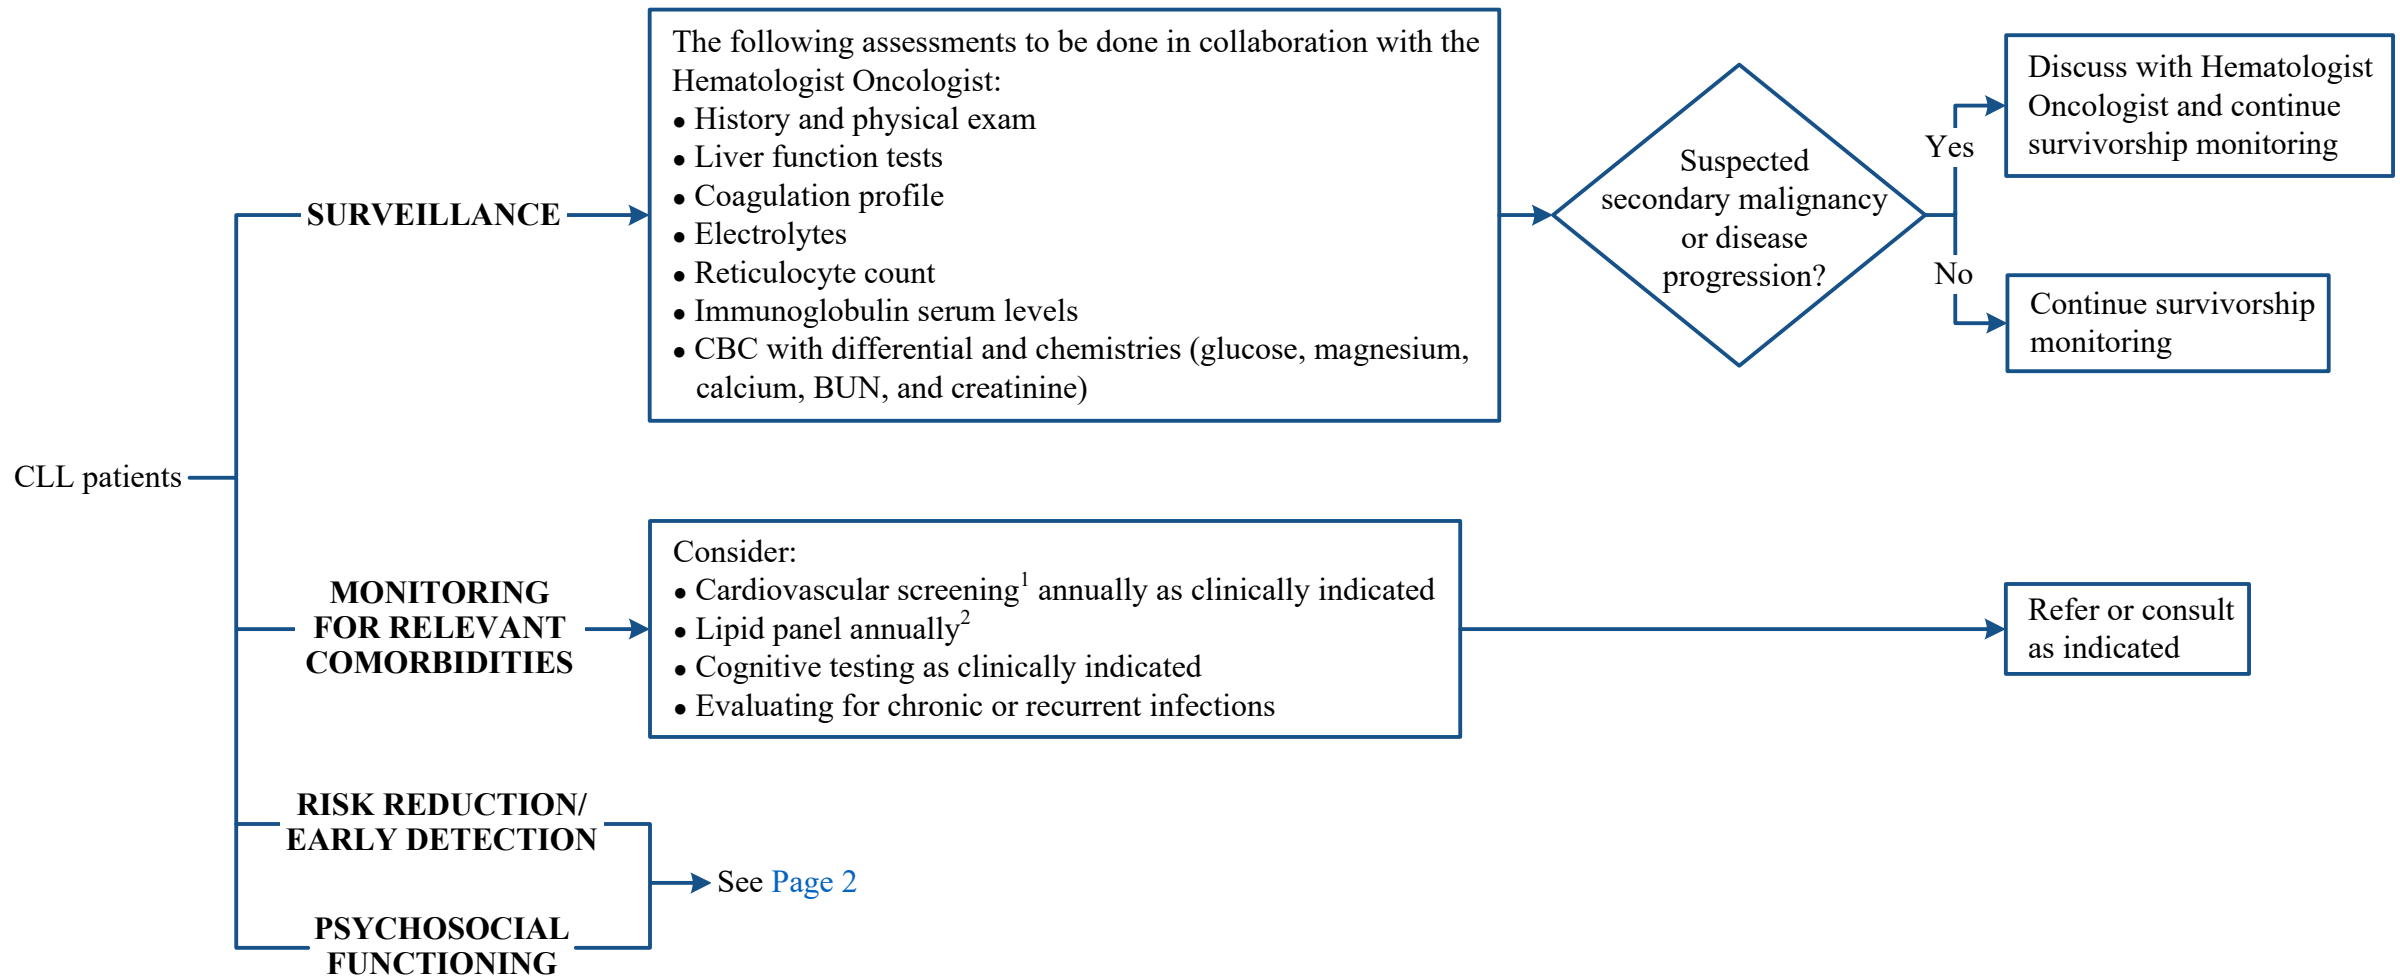 CLL patients
SURVEILLANCE
The following assessments to be done in collaboration with the
Hematologist Oncologist:
● History and physical exam
● Liver function tests
● Coagulation profile
● Electrolytes
● Reticulocyte count
● Immunoglobulin serum levels
● CBC with differential and chemistries (glucose, magnesium,
calcium, BUN, and creatinine)
Suspected
secondary malignancy
or disease
progression?
Yes
Discuss with Hematologist
Oncologist and continue
survivorship monitoring
No
Continue survivorship
monitoring
MONITORING
FOR RELEVANT
COMORBIDITIES
Consider:
● Cardiovascular screening¹ annually as clinically indicated
● Lipid panel annually²
● Cognitive testing as clinically indicated
● Evaluating for chronic or recurrent infections
Refer or consult
as indicated
RISK REDUCTION/
EARLY DETECTION
PSYCHOSOCIAL
FUNCTIONING
See Page 2